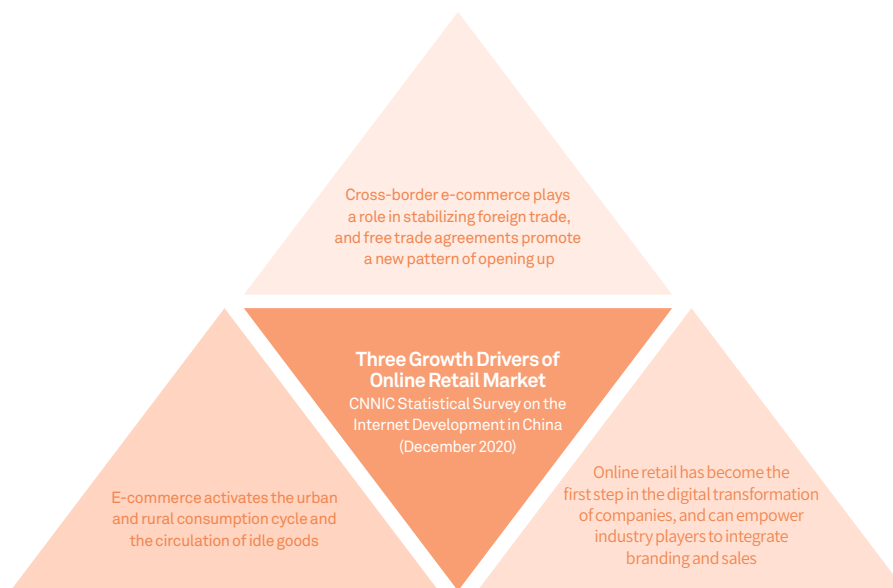 Cross-border e-commerce plays
a role in stabilizing foreign trade,
and free trade agreements promote
a new pattern of opening up
Three Growth Drivers of
Online Retail Market
CNNIC Statistical Survey on the
Internet Development in China
(December 2020)
E-commerce activates the urban
and rural consumption cycle and
the circulation of idle goods
Online retail has become the
first step in the digital transformation
of companies, and can empower
industry players to integrate
branding and sales